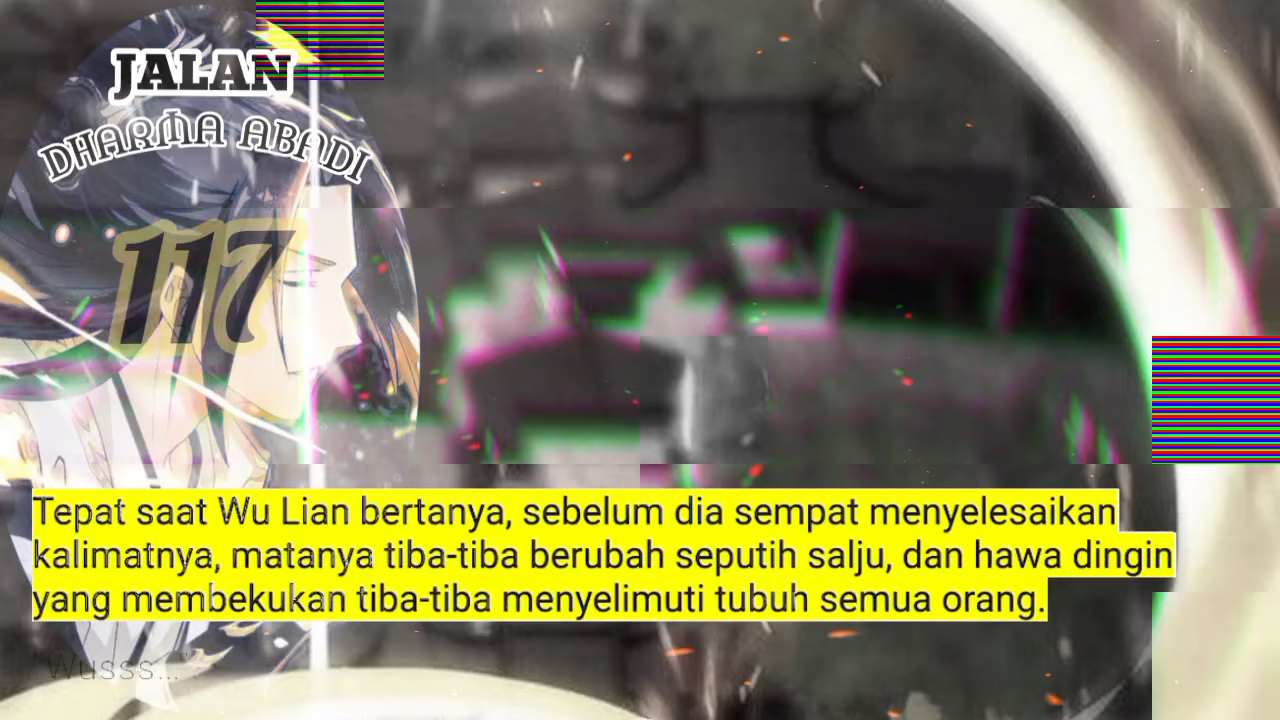 JALAN
DHARMA ABADI
117
Tepat saat Wu Lian bertanya, sebelum dia sempat menyelesaikan
kalimatnya, matanya tiba-tiba berubah seputih salju, dan hawa dingin
yang membekukan tiba-tiba menyelimuti tubuh semua orang.
"Wusss..."